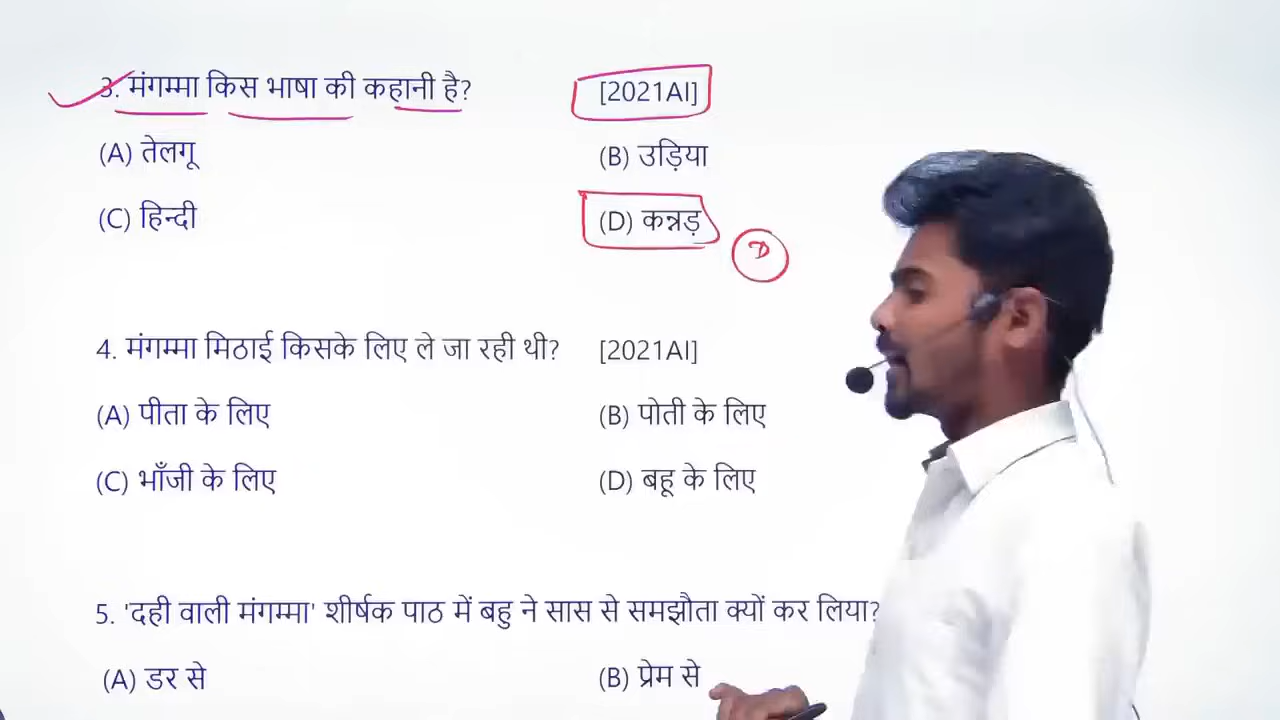 3. मंगम्मा किस भाषा की कहानी है? [2021AI]
(A) तेलगू (B) उड़िया
(C) हिन्दी (D) कन्नड़
D
4. मंगम्मा मिठाई किसके लिए ले जा रही थी? [2021AI]
(A) पीता के लिए (B) पोती के लिए
(C) भाँजी के लिए (D) बहू के लिए
5. 'दही वाली मंगम्मा' शीर्षक पाठ में बहु ने सास से समझौता क्यों कर लिया?
(A) डर से (B) प्रेम से